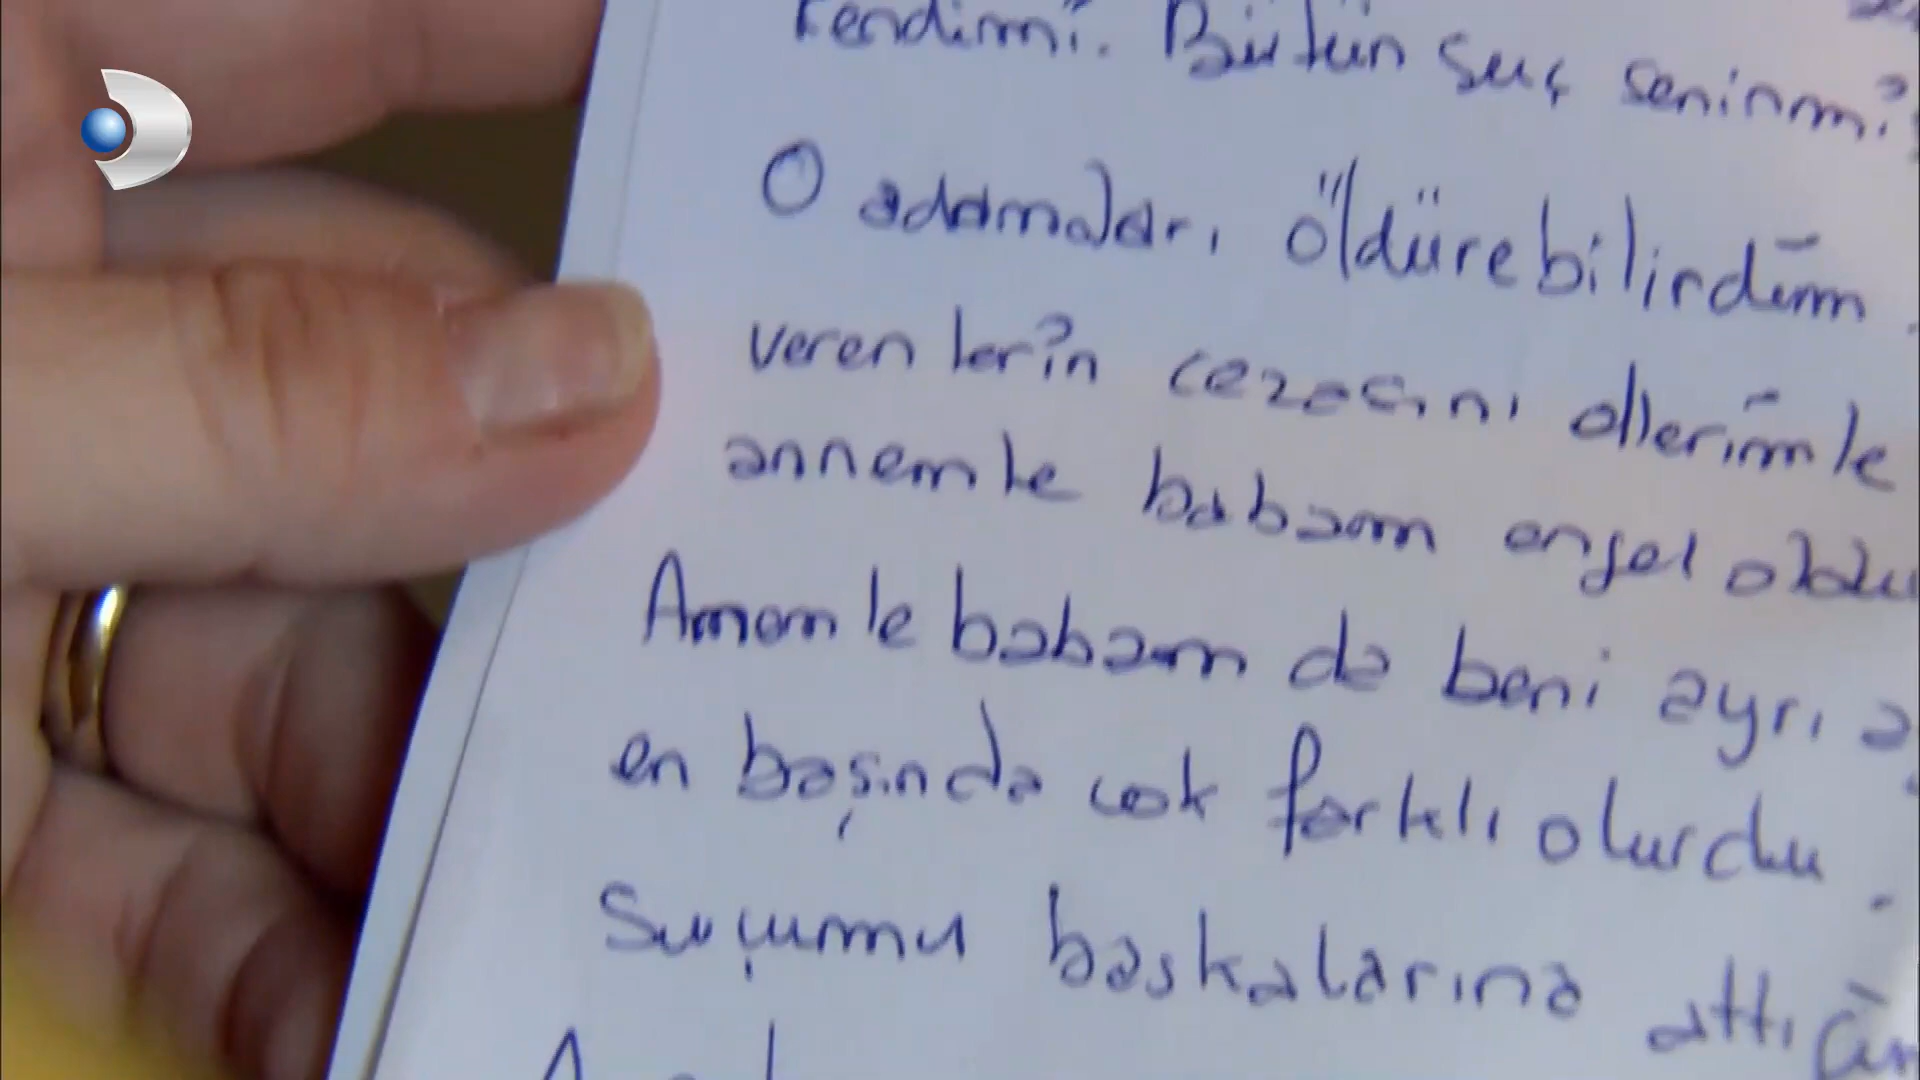 kendimi. Bütün suç seninmi
O adamları öldürebilirdim.
verenlerin cezasını ellerimle
annemle babam engel oldu
Annemle babam da beni ayrı
en başında çok farklı olurdu.
Suçumu başkalarına attığım